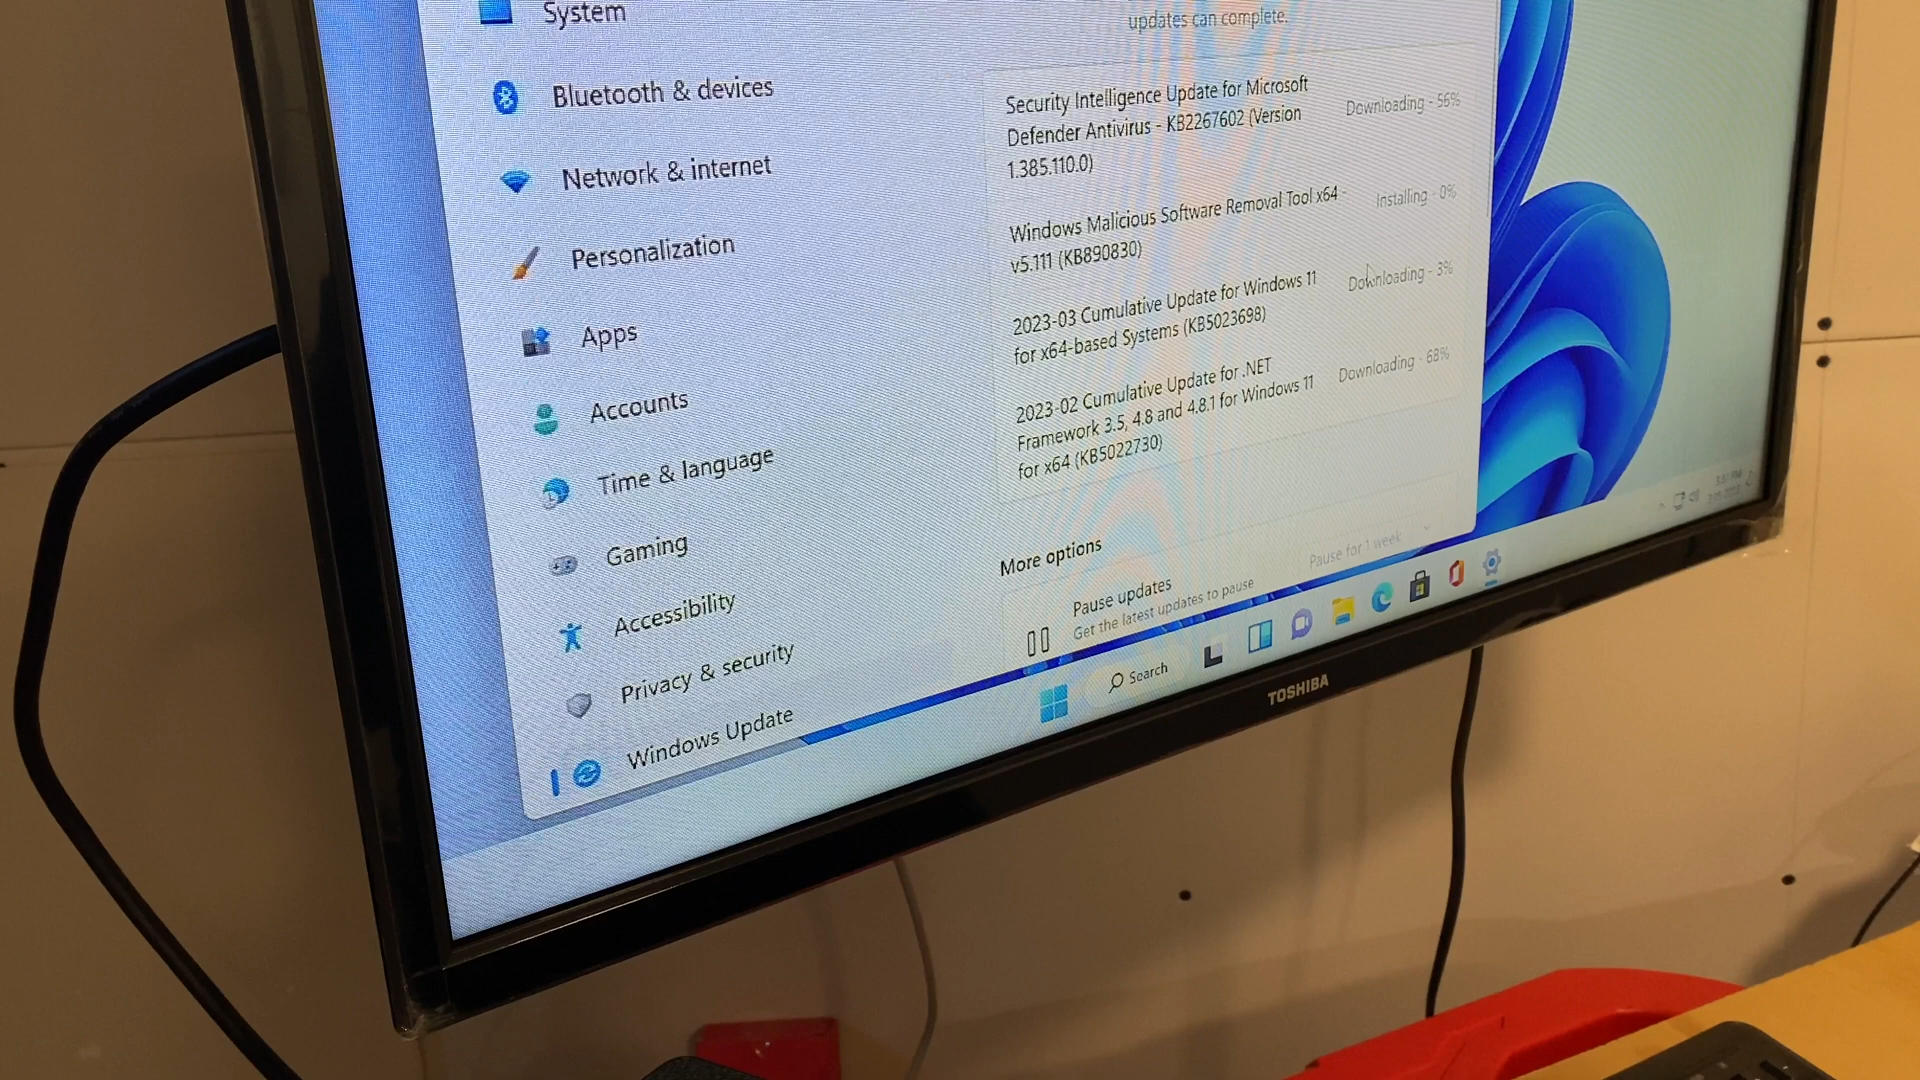 System
Bluetooth & devices
Network & internet
Personalization
Apps
Accounts
Time & language
Gaming
Accessibility
Privacy & security
Windows Update
updates can complete.
Security Intelligence Update for Microsoft
Defender Antivirus - KB2267602 (Version
1.385.110.0)
Downloading - 56%
Windows Malicious Software Removal Tool x64 -
v5.111 (KB890830)
Installing - 0%
2023-03 Cumulative Update for Windows 11
for x64-based Systems (KB5023698)
Downloading - 3%
2023-02 Cumulative Update for .NET
Framework 3.5, 4.8 and 4.8.1 for Windows 11
for x64 (KB5022730)
Downloading - 68%
More options
Pause updates
Get the latest updates to pause
Pause for 1 week
Search
TOSHIBA